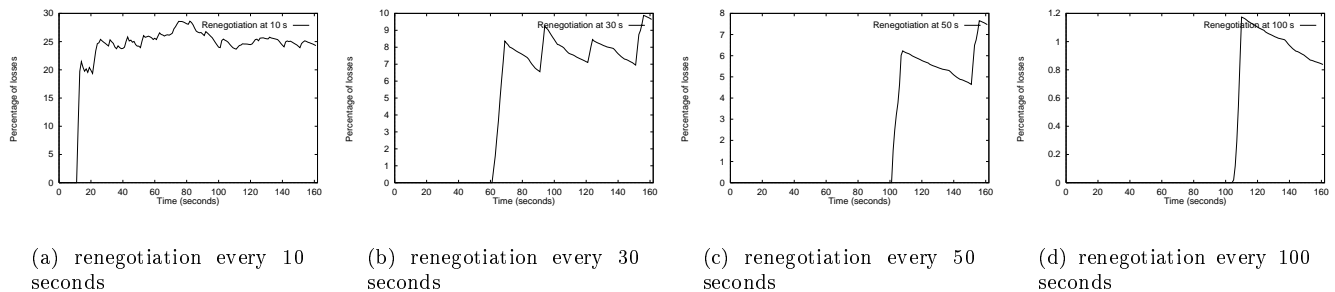 30
25
20
15
10
5
0
Percentage of losses
Renegotiation at 10 s
0 20 40 60 80 100 120 140 160
Time (seconds)
(a) renegotiation every 10
seconds
10
9
8
7
6
5
4
3
2
1
0
Percentage of losses
Renegotiation at 30 s
0 20 40 60 80 100 120 140 160
Time (seconds)
(b) renegotiation every 30
seconds
8
7
6
5
4
3
2
1
0
Percentage of losses
Renegotiation at 50 s
0 20 40 60 80 100 120 140 160
Time (seconds)
(c) renegotiation every 50
seconds
1.2
1
0.8
0.6
0.4
0.2
0
Percentage of losses
Renegotiation at 100 s
0 20 40 60 80 100 120 140 160
Time (seconds)
(d) renegotiation every 100
seconds